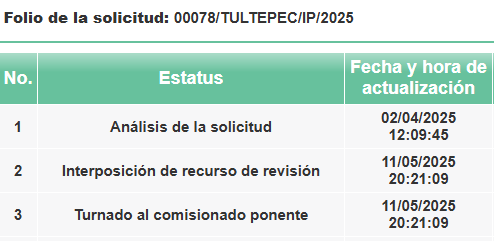 Folio de la solicitud: 00078/TULTEPEC/IP/2025
No. Estatus Fecha y hora de actualización
1 Análisis de la solicitud 02/04/2025 12:09:45
2 Interposición de recurso de revisión 11/05/2025 20:21:09
3 Turnado al comisionado ponente 11/05/2025 20:21:09